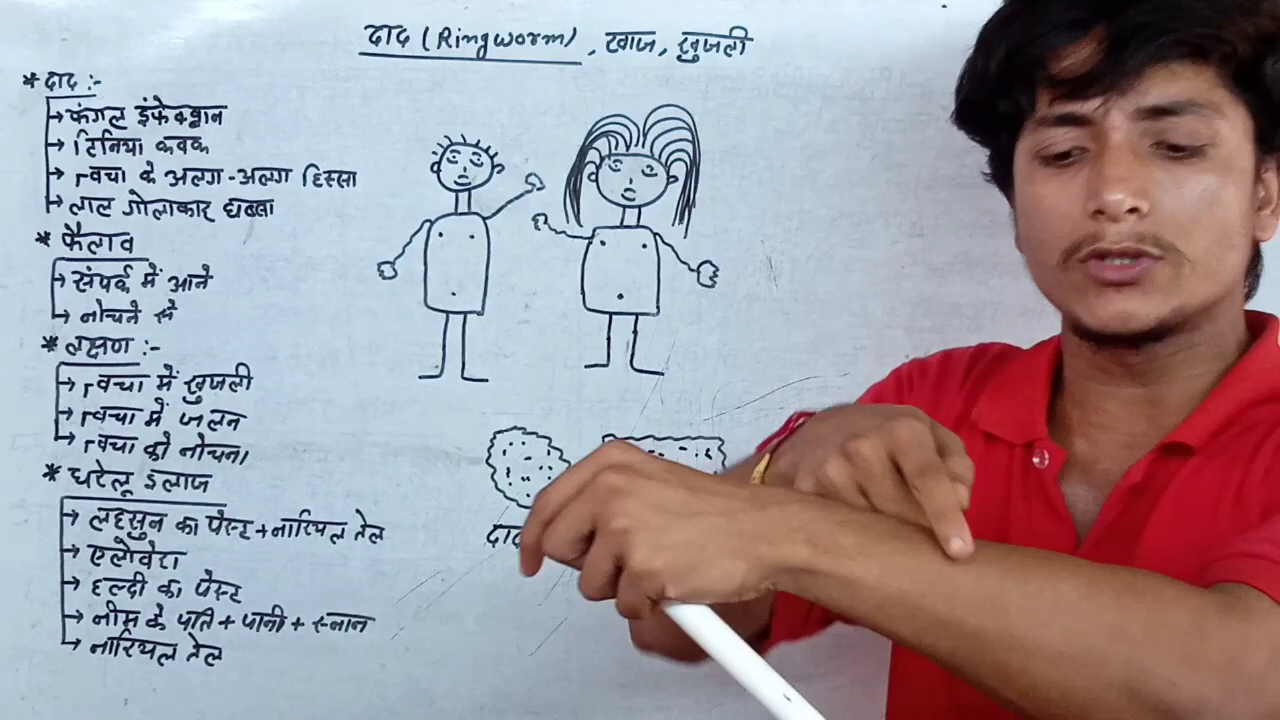 दाद (Ringworm), खाज, खुजली
* दाद :-
→ फंगल इंफेक्शन
→ टिनिया कवक
→ त्वचा के अलग-अलग हिस्सा
→ लाल गोलाकार धब्बा
* फैलाव
→ संपर्क में आने
→ नोचने से
* लक्षण :-
→ त्वचा में खुजली
→ त्वचा में जलन
→ त्वचा को नोचना
* घरेलू इलाज
→ लहसुन का पेस्ट + नारियल तेल
→ एलोवेरा
→ हल्दी का पेस्ट
→ नीम के पति + पानी + स्नान
→ नारियल तेल
दाद